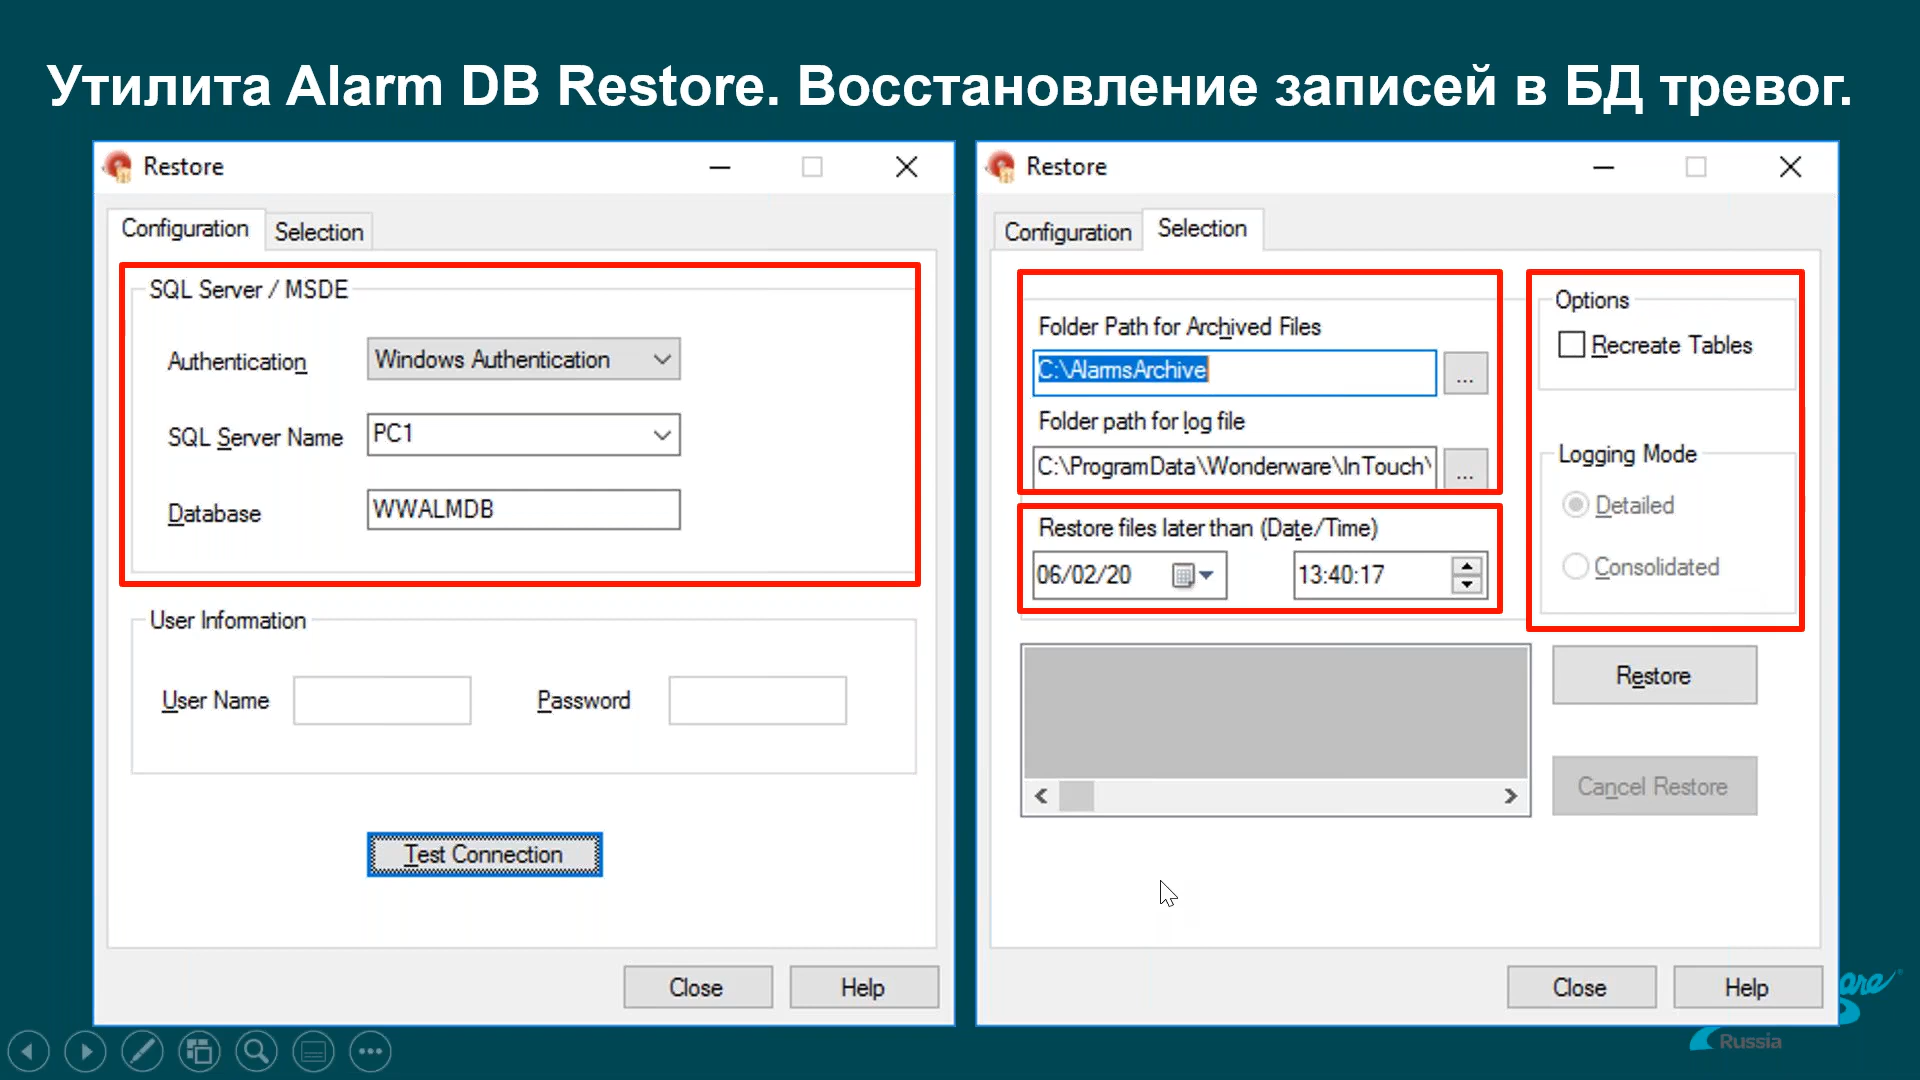 Утилита Alarm DB Restore. Восстановление записей в БД тревог.
Restore
Configuration
Selection
SQL Server / MSDE
Authentication
Windows Authentication
SQL Server Name
PC1
Database
WWALMDB
User Information
User Name
Password
Test Connection
Close
Help
Restore
Configuration
Selection
Folder Path for Archived Files
C:\AlarmsArchive
...
Folder path for log file
C:\ProgramData\Wonderware\InTouch\
...
Restore files later than (Date/Time)
06/02/20
13:40:17
Options
Recreate Tables
Logging Mode
Detailed
Consolidated
Restore
Cancel Restore
Close
Help
are
Russia